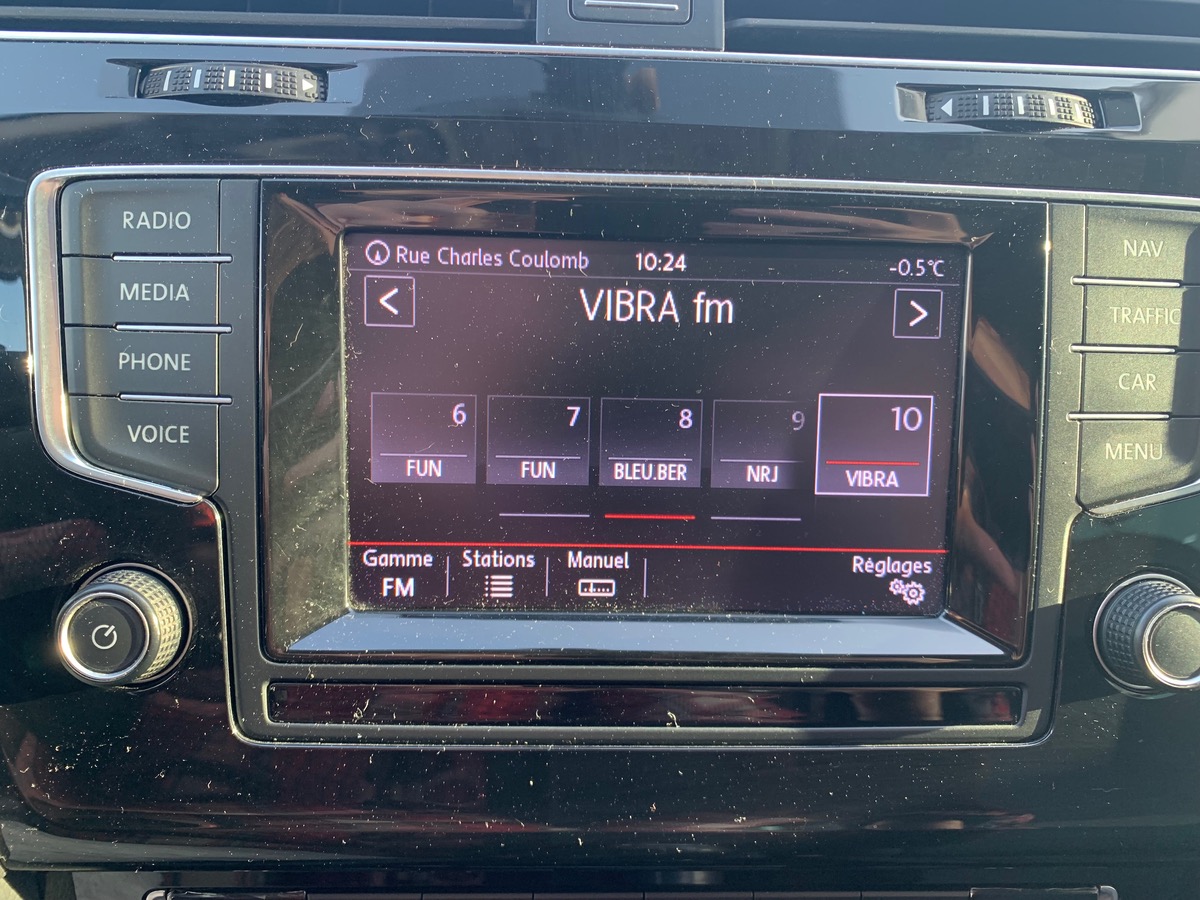 RADIO
MEDIA
PHONE
VOICE
Rue Charles Coulomb 10:24 -0.5°C
< VIBRA fm >
6 7 8 9 10
FUN FUN BLEU.BER NRJ VIBRA
Gamme Stations Manuel Réglages
FM
NAV
TRAFFIC
CAR
MENU